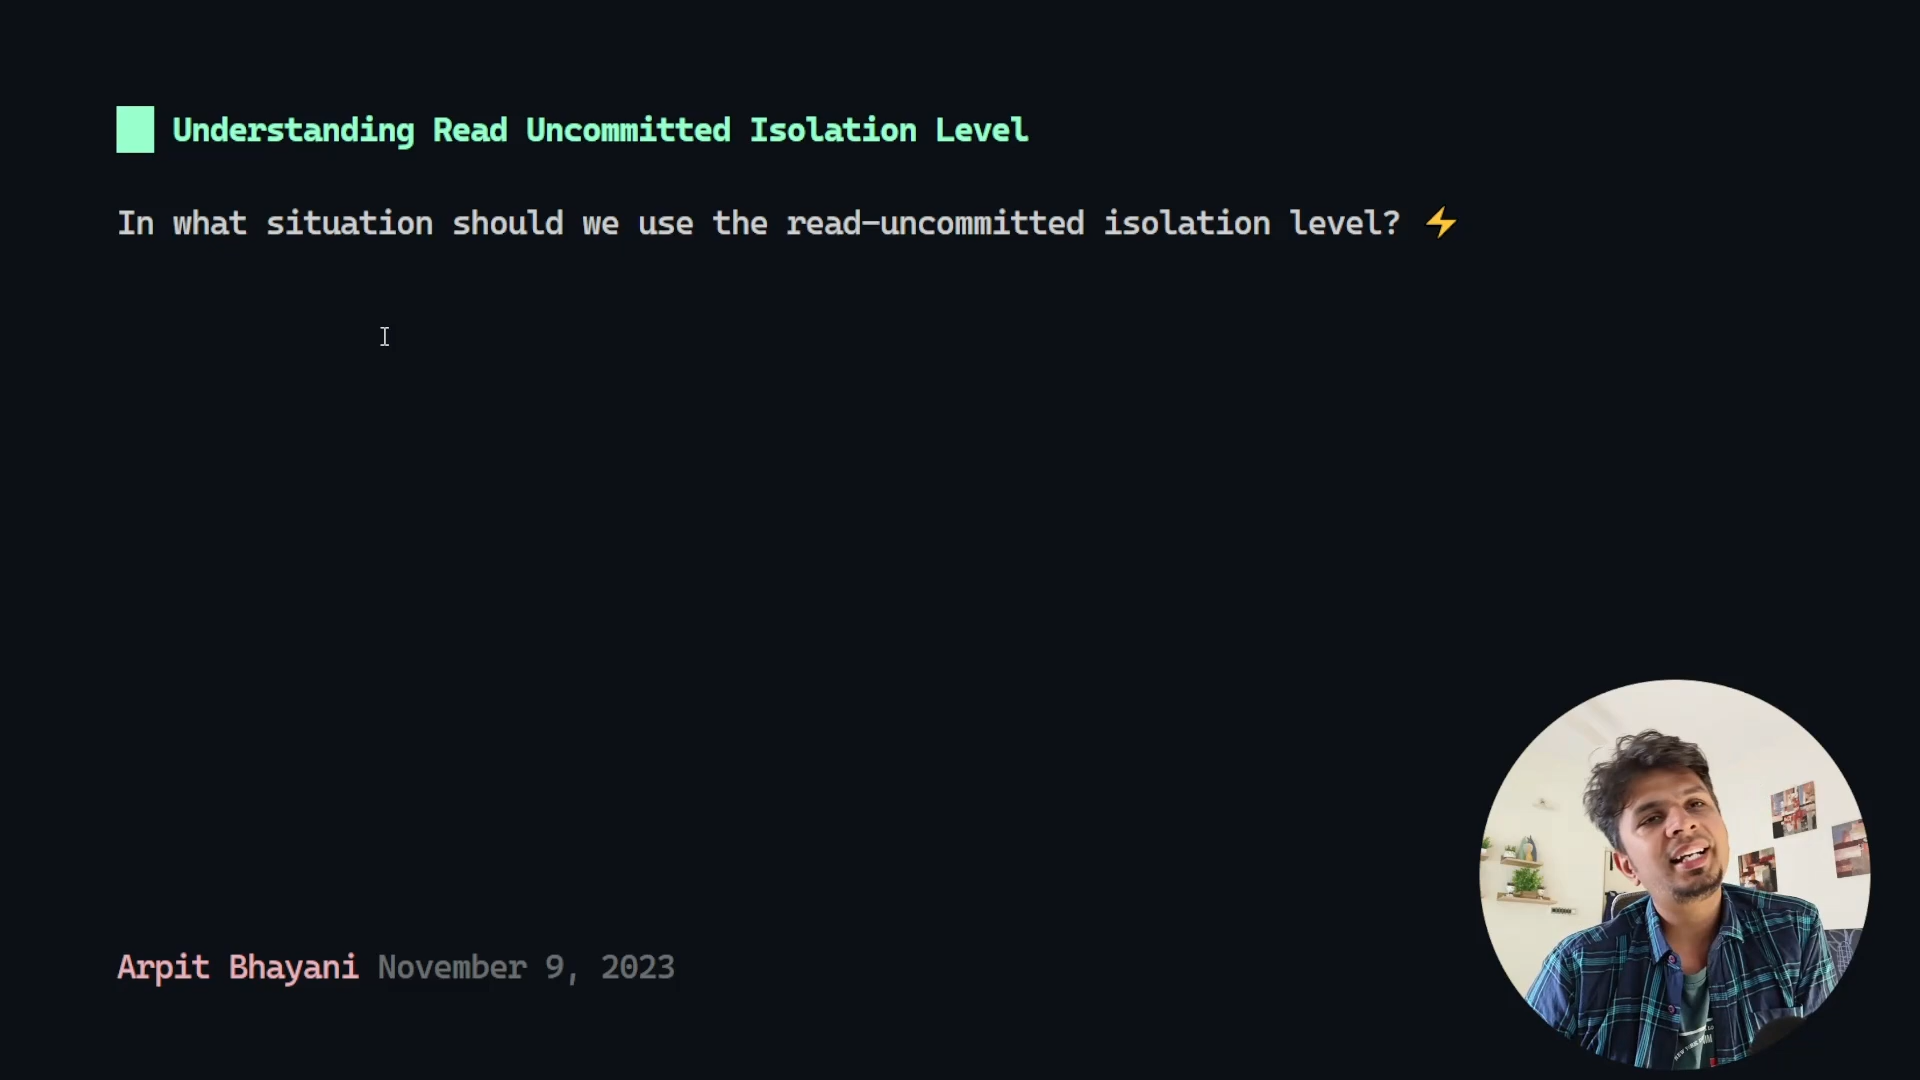 Understanding Read Uncommitted Isolation Level
In what situation should we use the read-uncommitted isolation level? ⚡
Arpit Bhayani November 9, 2023